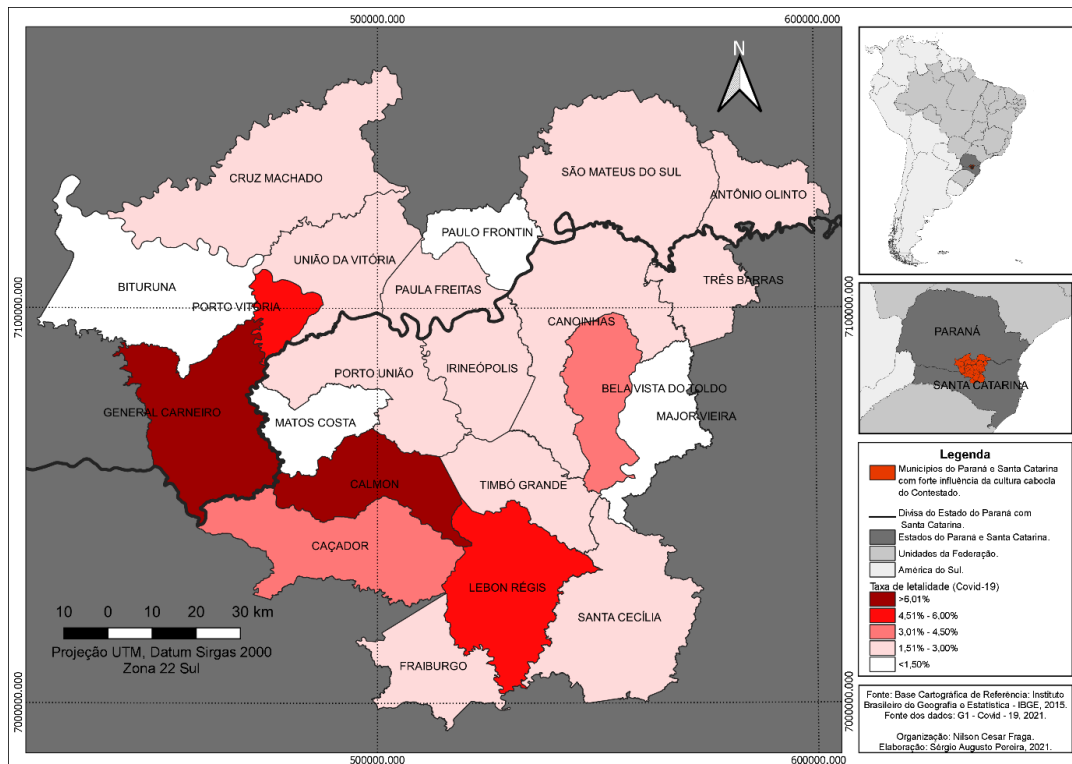 500000.000
600000.000
N
CRUZ MACHADO
SÃO MATEUS DO SUL
ANTÔNIO OLINTO
PAULO FRONTIN
UNIÃO DA VITÓRIA
BITURUNA
PAULA FREITAS
TRÊS BARRAS
PORTO VITÓRIA
7100000.000
7100000.000
CANOINHAS
PORTO UNIÃO
IRINEÓPOLIS
BELA VISTA DO TOLDO
GENERAL CARNEIRO
MATOS COSTA
MAJOR VIEIRA
CALMON
TIMBÓ GRANDE
CAÇADOR
LEBON RÉGIS
SANTA CECÍLIA
FRAIBURGO
10 0 10 20 30 km
Projeção UTM, Datum Sirgas 2000
Zona 22 Sul
7000000.000
7000000.000
500000.000
600000.000
PARANÁ
SANTA CATARINA
Legenda
Municípios do Paraná e Santa Catarina
com forte influência da cultura cabocla
do Contestado.
Divisa do Estado do Paraná com
Santa Catarina.
Estados do Paraná e Santa Catarina.
Unidades da Federação.
América do Sul.
Taxa de letalidade (Covid-19)
>6,01%
4,51% - 6,00%
3,01% - 4,50%
1,51% - 3,00%
<1,50%
Fonte: Base Cartográfica de Referência: Instituto
Brasileiro de Geografia e Estatística - IBGE, 2015.
Fonte dos dados: G1 - Covid - 19, 2021.
Organização: Nilson Cesar Fraga.
Elaboração: Sérgio Augusto Pereira, 2021.